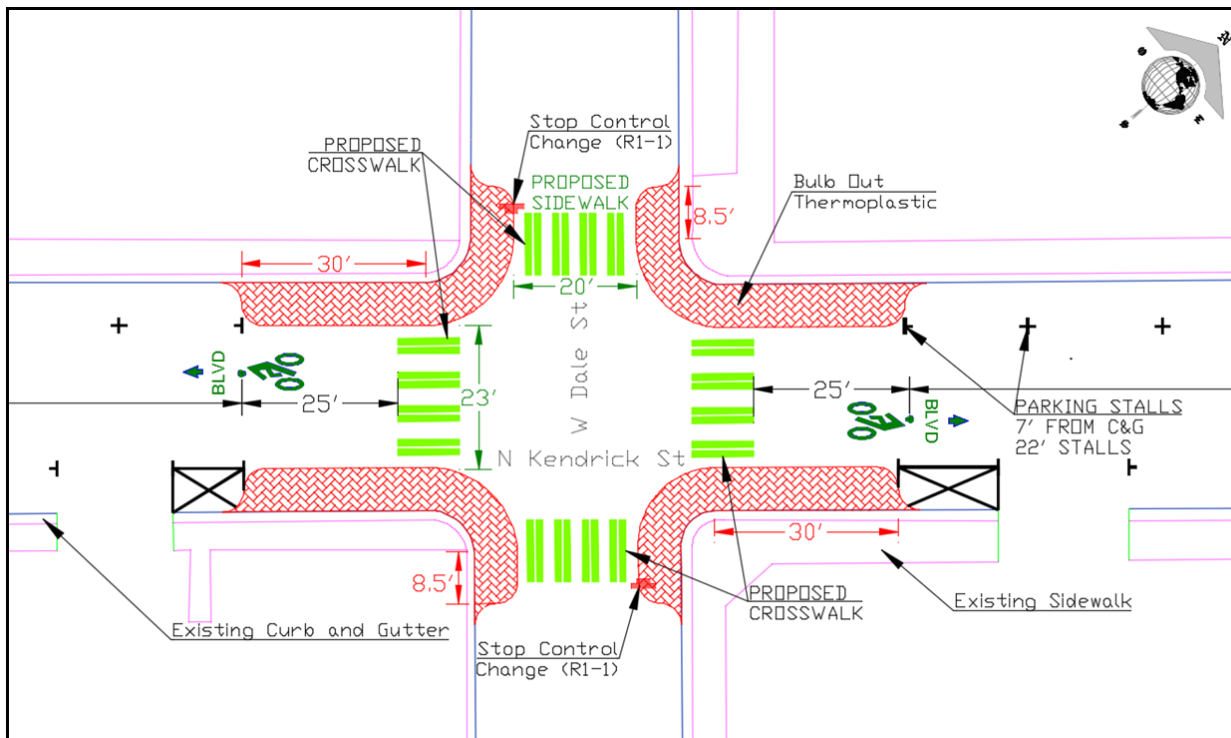 Stop Control
Change (R1-1)
PROPOSED
CROSSWALK
PROPOSED
SIDEWALK
Bulb Out
Thermoplastic
8.5'
30'
20'
W Dale St
BLVD
25'
23'
25'
BLVD
PARKING STALLS
7' FROM C&G
22' STALLS
N Kendrick St
30'
8.5'
PROPOSED
CROSSWALK
Existing Sidewalk
Existing Curb and Gutter
Stop Control
Change (R1-1)